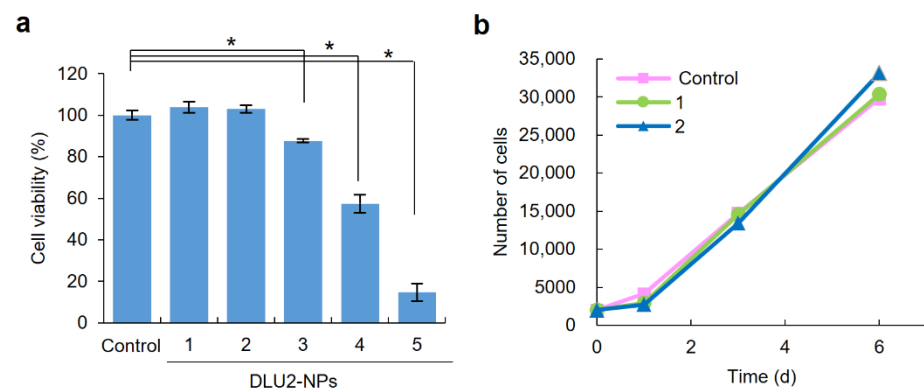 a
* * *
Cell viability (%)
120
100
80
60
40
20
0
Control 1 2 3 4 5
DLU2-NPs
b
Number of cells
35,000
30,000
25,000
20,000
15,000
10,000
5000
0
Control
1
2
0 2 4 6
Time (d)